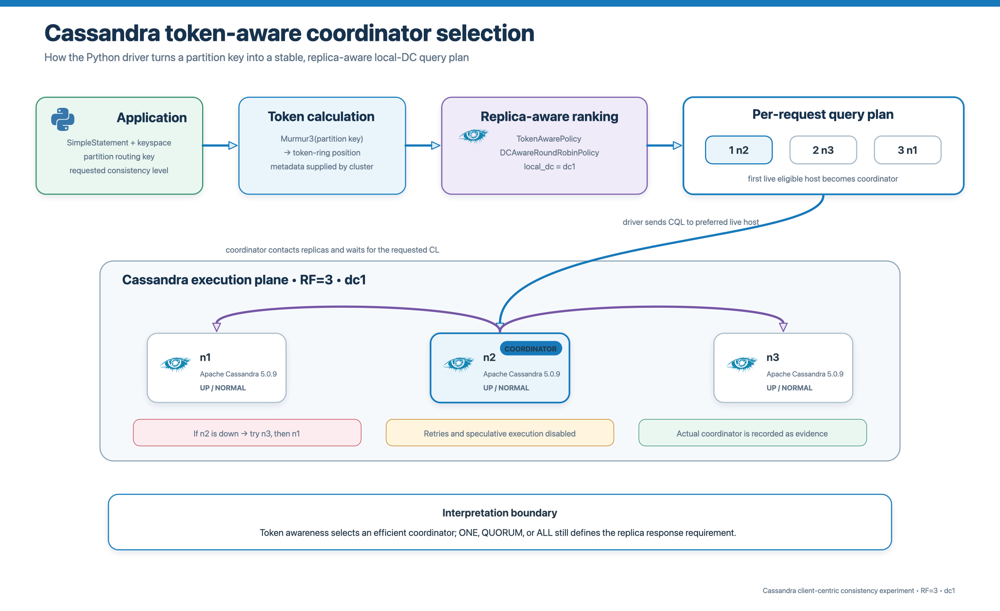 Cassandra token-aware coordinator selection
How the Python driver turns a partition key into a stable, replica-aware local-DC query plan
Application
SimpleStatement + keyspace
partition routing key
requested consistency level
Token calculation
Murmur3(partition key)
→ token-ring position
metadata supplied by cluster
Replica-aware ranking
TokenAwarePolicy
DCAwareRoundRobinPolicy
local_dc = dc1
Per-request query plan
1 n2
2 n3
3 n1
first live eligible host becomes coordinator
driver sends CQL to preferred live host
coordinator contacts replicas and waits for the requested CL
Cassandra execution plane • RF=3 • dc1
n1
Apache Cassandra 5.0.9
UP / NORMAL
COORDINATOR
n2
Apache Cassandra 5.0.9
UP / NORMAL
n3
Apache Cassandra 5.0.9
UP / NORMAL
If n2 is down → try n3, then n1
Retries and speculative execution disabled
Actual coordinator is recorded as evidence
Interpretation boundary
Token awareness selects an efficient coordinator; ONE, QUORUM, or ALL still defines the replica response requirement.
Cassandra client-centric consistency experiment • RF=3 • dc1